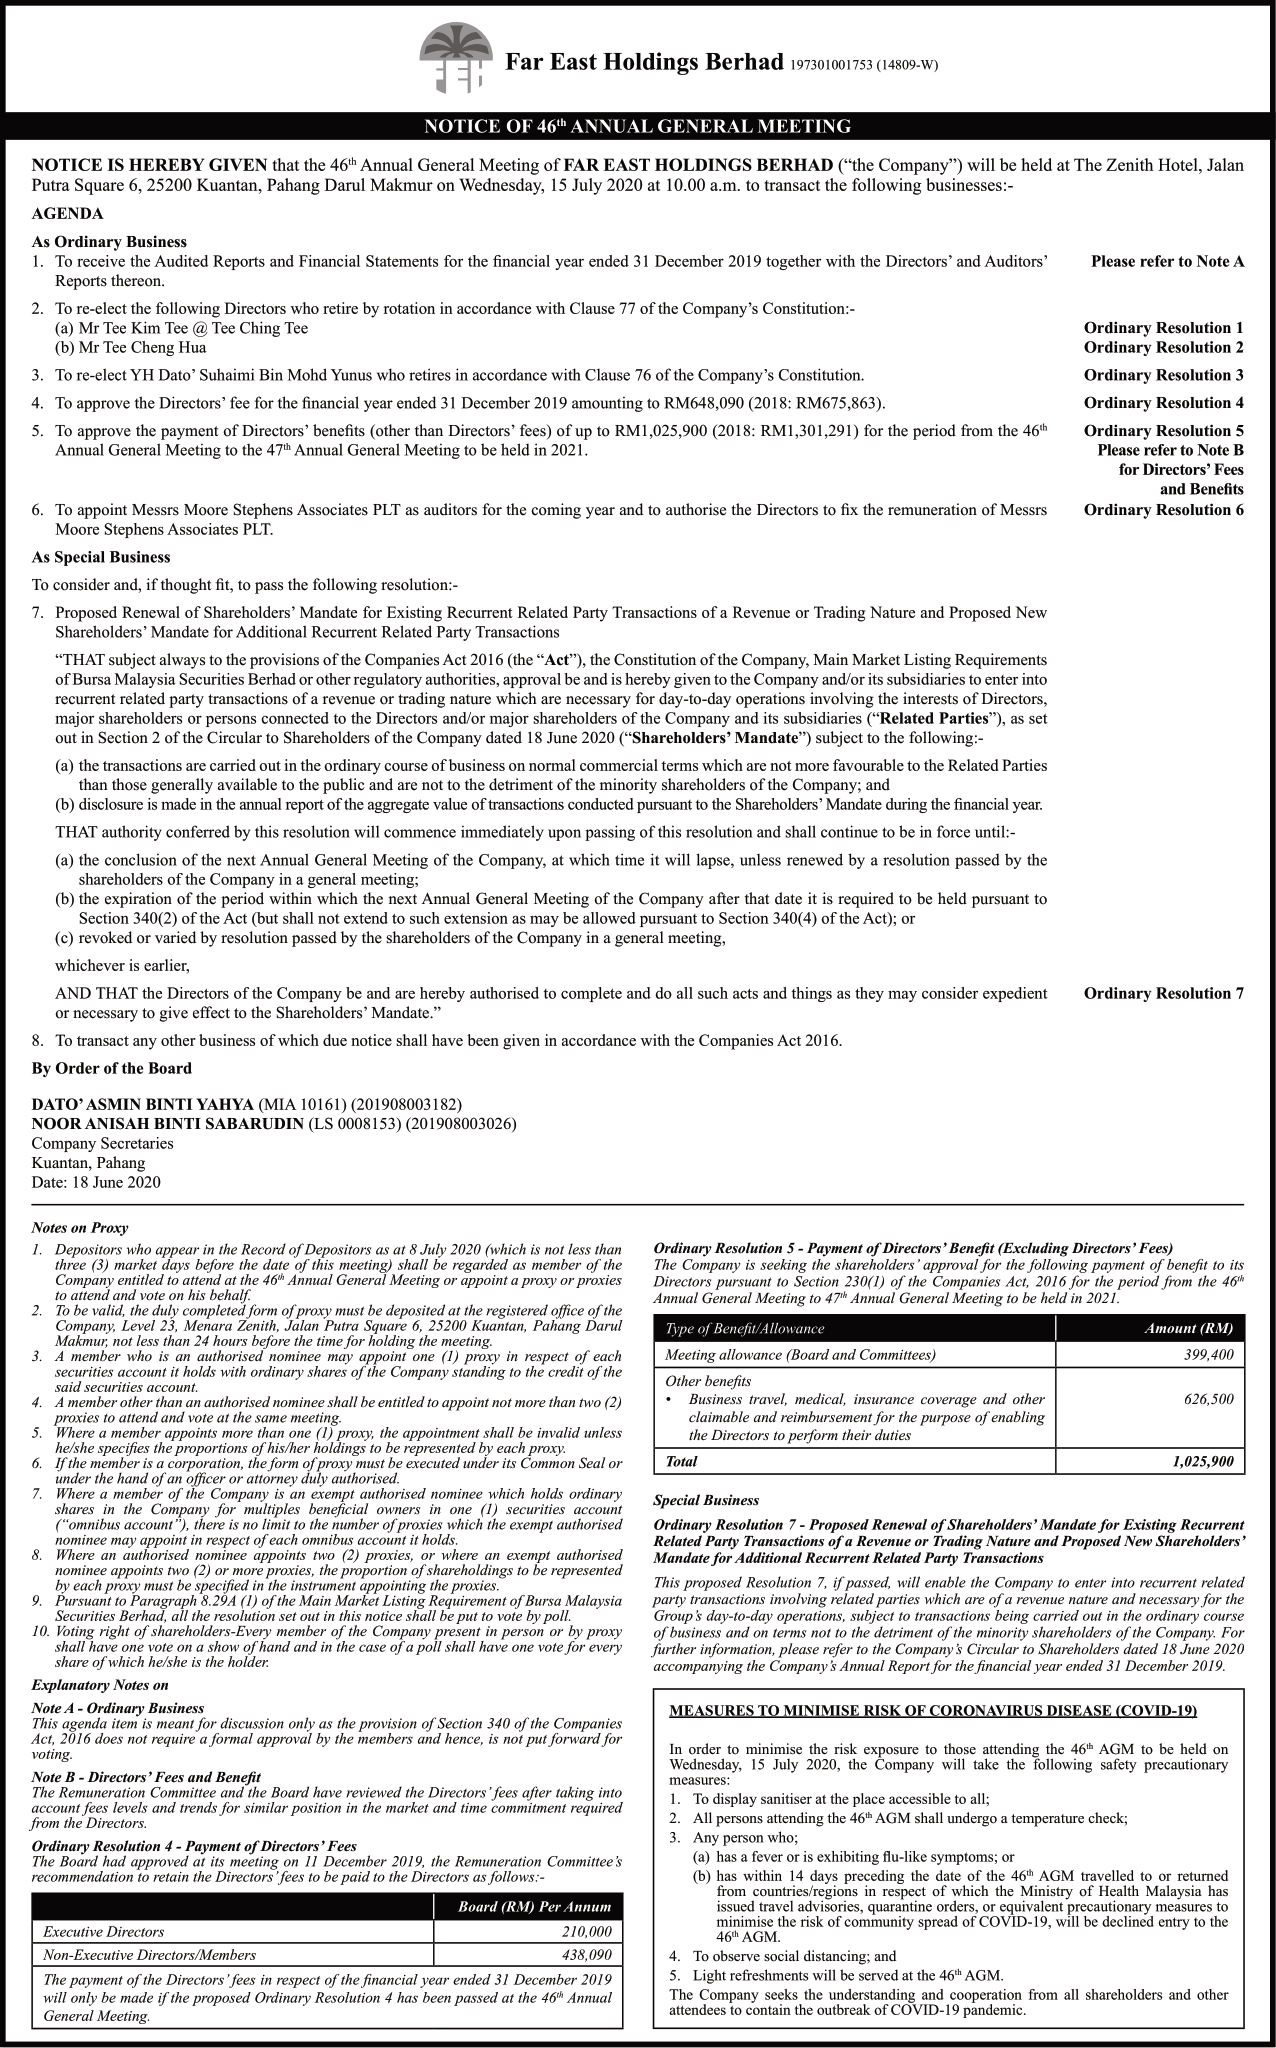 Far East Holdings Berhad 197301001753 (14809-W)
NOTICE OF 46th ANNUAL GENERAL MEETING
NOTICE IS HEREBY GIVEN that the 46th Annual General Meeting of FAR EAST HOLDINGS BERHAD (“the Company”) will be held at The Zenith Hotel, Jalan
Putra Square 6, 25200 Kuantan, Pahang Darul Makmur on Wednesday, 15 July 2020 at 10.00 a.m. to transact the following businesses:-
AGENDA
As Ordinary Business
1. To receive the Audited Reports and Financial Statements for the financial year ended 31 December 2019 together with the Directors’ and Auditors’ Please refer to Note A
Reports thereon.
2. To re-elect the following Directors who retire by rotation in accordance with Clause 77 of the Company’s Constitution:-
(a) Mr Tee Kim Tee @ Tee Ching Tee Ordinary Resolution 1
(b) Mr Tee Cheng Hua Ordinary Resolution 2
3. To re-elect YH Dato’ Suhaimi Bin Mohd Yunus who retires in accordance with Clause 76 of the Company’s Constitution. Ordinary Resolution 3
4. To approve the Directors’ fee for the financial year ended 31 December 2019 amounting to RM648,090 (2018: RM675,863). Ordinary Resolution 4
5. To approve the payment of Directors’ benefits (other than Directors’ fees) of up to RM1,025,900 (2018: RM1,301,291) for the period from the 46th Ordinary Resolution 5
Annual General Meeting to the 47th Annual General Meeting to be held in 2021. Please refer to Note B
for Directors’ Fees
and Benefits
6. To appoint Messrs Moore Stephens Associates PLT as auditors for the coming year and to authorise the Directors to fix the remuneration of Messrs Ordinary Resolution 6
Moore Stephens Associates PLT.
As Special Business
To consider and, if thought fit, to pass the following resolution:-
7. Proposed Renewal of Shareholders’ Mandate for Existing Recurrent Related Party Transactions of a Revenue or Trading Nature and Proposed New
Shareholders’ Mandate for Additional Recurrent Related Party Transactions
“THAT subject always to the provisions of the Companies Act 2016 (the “Act”), the Constitution of the Company, Main Market Listing Requirements
of Bursa Malaysia Securities Berhad or other regulatory authorities, approval be and is hereby given to the Company and/or its subsidiaries to enter into
recurrent related party transactions of a revenue or trading nature which are necessary for day-to-day operations involving the interests of Directors,
major shareholders or persons connected to the Directors and/or major shareholders of the Company and its subsidiaries (“Related Parties”), as set
out in Section 2 of the Circular to Shareholders of the Company dated 18 June 2020 (“Shareholders’ Mandate”) subject to the following:-
(a) the transactions are carried out in the ordinary course of business on normal commercial terms which are not more favourable to the Related Parties
than those generally available to the public and are not to the detriment of the minority shareholders of the Company; and
(b) disclosure is made in the annual report of the aggregate value of transactions conducted pursuant to the Shareholders’ Mandate during the financial year.
THAT authority conferred by this resolution will commence immediately upon passing of this resolution and shall continue to be in force until:-
(a) the conclusion of the next Annual General Meeting of the Company, at which time it will lapse, unless renewed by a resolution passed by the
shareholders of the Company in a general meeting;
(b) the expiration of the period within which the next Annual General Meeting of the Company after that date it is required to be held pursuant to
Section 340(2) of the Act (but shall not extend to such extension as may be allowed pursuant to Section 340(4) of the Act); or
(c) revoked or varied by resolution passed by the shareholders of the Company in a general meeting,
whichever is earlier,
AND THAT the Directors of the Company be and are hereby authorised to complete and do all such acts and things as they may consider expedient Ordinary Resolution 7
or necessary to give effect to the Shareholders’ Mandate.”
8. To transact any other business of which due notice shall have been given in accordance with the Companies Act 2016.
By Order of the Board
DATO’ ASMIN BINTI YAHYA (MIA 10161) (201908003182)
NOOR ANISAH BINTI SABARUDIN (LS 0008153) (201908003026)
Company Secretaries
Kuantan, Pahang
Date: 18 June 2020
Notes on Proxy
1. Depositors who appear in the Record of Depositors as at 8 July 2020 (which is not less than
three (3) market days before the date of this meeting) shall be regarded as member of the
Company entitled to attend at the 46th Annual General Meeting or appoint a proxy or proxies
to attend and vote on his behalf.
2. To be valid, the duly completed form of proxy must be deposited at the registered office of the
Company, Level 23, Menara Zenith, Jalan Putra Square 6, 25200 Kuantan, Pahang Darul
Makmur, not less than 24 hours before the time for holding the meeting.
3. A member who is an authorised nominee may appoint one (1) proxy in respect of each
securities account it holds with ordinary shares of the Company standing to the credit of the
said securities account.
4. A member other than an authorised nominee shall be entitled to appoint not more than two (2)
proxies to attend and vote at the same meeting.
5. Where a member appoints more than one (1) proxy, the appointment shall be invalid unless
he/she specifies the proportions of his/her holdings to be represented by each proxy.
6. If the member is a corporation, the form of proxy must be executed under its Common Seal or
under the hand of an officer or attorney duly authorised.
7. Where a member of the Company is an exempt authorised nominee which holds ordinary
shares in the Company for multiples beneficial owners in one (1) securities account
(“omnibus account”), there is no limit to the number of proxies which the exempt authorised
nominee may appoint in respect of each omnibus account it holds.
8. Where an authorised nominee appoints two (2) proxies, or where an exempt authorised
nominee appoints two (2) or more proxies, the proportion of shareholdings to be represented
by each proxy must be specified in the instrument appointing the proxies.
9. Pursuant to Paragraph 8.29A (1) of the Main Market Listing Requirement of Bursa Malaysia
Securities Berhad, all the resolution set out in this notice shall be put to vote by poll.
10. Voting right of shareholders-Every member of the Company present in person or by proxy
shall have one vote on a show of hand and in the case of a poll shall have one vote for every
share of which he/she is the holder.
Explanatory Notes on
Note A - Ordinary Business
This agenda item is meant for discussion only as the provision of Section 340 of the Companies
Act, 2016 does not require a formal approval by the members and hence, is not put forward for
voting.
Note B - Directors’ Fees and Benefit
The Remuneration Committee and the Board have reviewed the Directors’ fees after taking into
account fees levels and trends for similar position in the market and time commitment required
from the Directors.
Ordinary Resolution 4 - Payment of Directors’ Fees
The Board had approved at its meeting on 11 December 2019, the Remuneration Committee’s
recommendation to retain the Directors’ fees to be paid to the Directors as follows:-
Board (RM) Per Annum
Executive Directors 210,000
Non-Executive Directors/Members 438,090
The payment of the Directors’ fees in respect of the financial year ended 31 December 2019
will only be made if the proposed Ordinary Resolution 4 has been passed at the 46th Annual
General Meeting.
Ordinary Resolution 5 - Payment of Directors’ Benefit (Excluding Directors’ Fees)
The Company is seeking the shareholders’ approval for the following payment of benefit to its
Directors pursuant to Section 230(1) of the Companies Act, 2016 for the period from the 46th
Annual General Meeting to 47th Annual General Meeting to be held in 2021.
Type of Benefit/Allowance Amount (RM)
Meeting allowance (Board and Committees) 399,400
Other benefits
• Business travel, medical, insurance coverage and other 626,500
claimable and reimbursement for the purpose of enabling
the Directors to perform their duties
Total 1,025,900
Special Business
Ordinary Resolution 7 - Proposed Renewal of Shareholders’ Mandate for Existing Recurrent
Related Party Transactions of a Revenue or Trading Nature and Proposed New Shareholders’
Mandate for Additional Recurrent Related Party Transactions
This proposed Resolution 7, if passed, will enable the Company to enter into recurrent related
party transactions involving related parties which are of a revenue nature and necessary for the
Group’s day-to-day operations, subject to transactions being carried out in the ordinary course
of business and on terms not to the detriment of the minority shareholders of the Company. For
further information, please refer to the Company’s Circular to Shareholders dated 18 June 2020
accompanying the Company’s Annual Report for the financial year ended 31 December 2019.
MEASURES TO MINIMISE RISK OF CORONAVIRUS DISEASE (COVID-19)
In order to minimise the risk exposure to those attending the 46th AGM to be held on
Wednesday, 15 July 2020, the Company will take the following safety precautionary
measures:
1. To display sanitiser at the place accessible to all;
2. All persons attending the 46th AGM shall undergo a temperature check;
3. Any person who;
(a) has a fever or is exhibiting flu-like symptoms; or
(b) has within 14 days preceding the date of the 46th AGM travelled to or returned
from countries/regions in respect of which the Ministry of Health Malaysia has
issued travel advisories, quarantine orders, or equivalent precautionary measures to
minimise the risk of community spread of COVID-19, will be declined entry to the
46th AGM.
4. To observe social distancing; and
5. Light refreshments will be served at the 46th AGM.
The Company seeks the understanding and cooperation from all shareholders and other
attendees to contain the outbreak of COVID-19 pandemic.